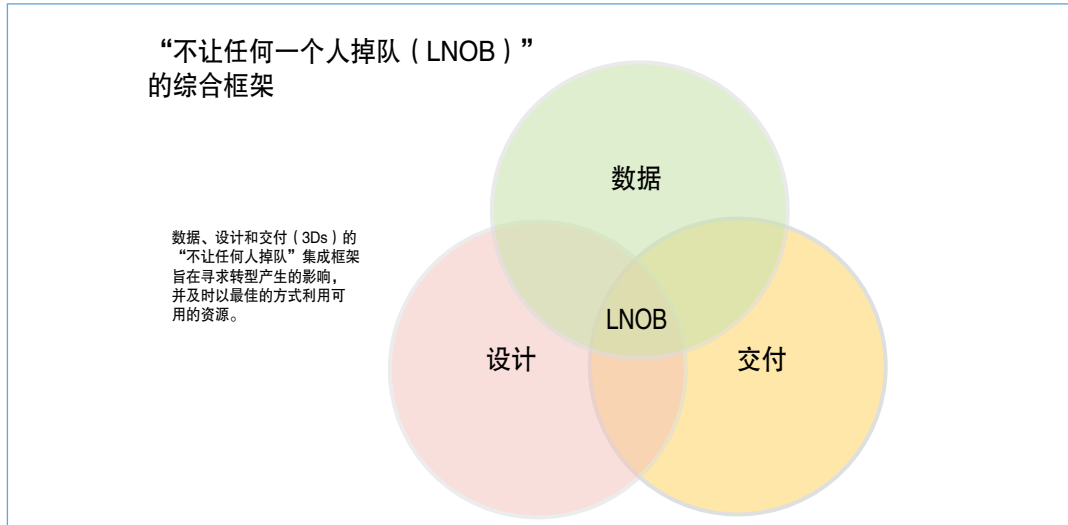 “不让任何一个人掉队（LNOB）”
的综合框架
数据
数据、设计和交付（3Ds）的
“不让任何人掉队”集成框架
旨在寻求转型产生的影响，
并及时以最佳的方式利用可
用的资源。
LNOB
设计
交付